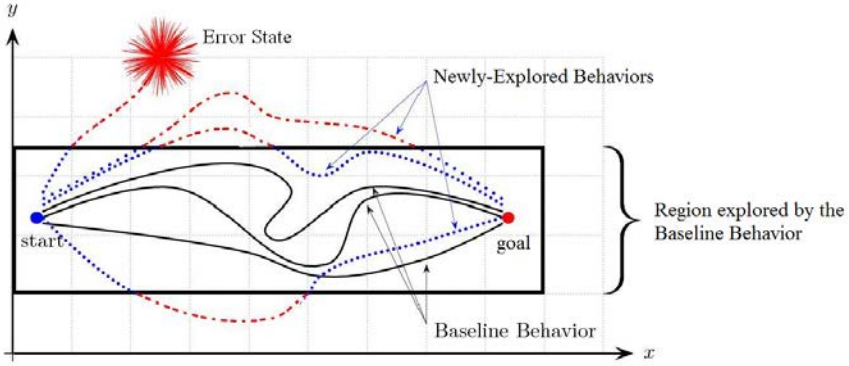 y
Error State
Newly-Explored Behaviors
Region explored by the
Baseline Behavior
start
goal
Baseline Behavior
x